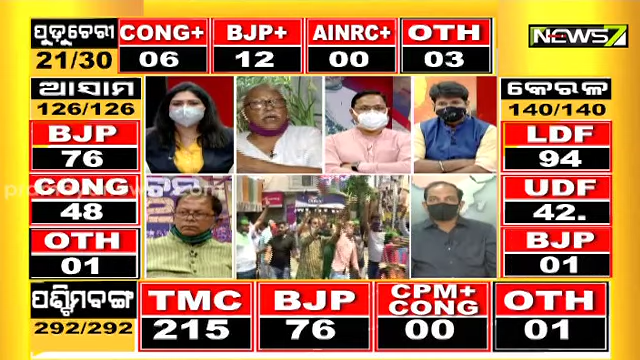 ପୁଡୁଚେରୀ
21/30
CONG+
06
BJP+
12
AINRC+
00
OTH
03
NEWS7
ଆସାମ
126/126
BJP
76
CONG
48
OTH
01
କେରଳ
140/140
LDF
94
UDF
42.
BJP
01
ପଶ୍ଚିମବଙ୍ଗ
292/292
TMC
215
BJP
76
CPM+
CONG
00
OTH
01